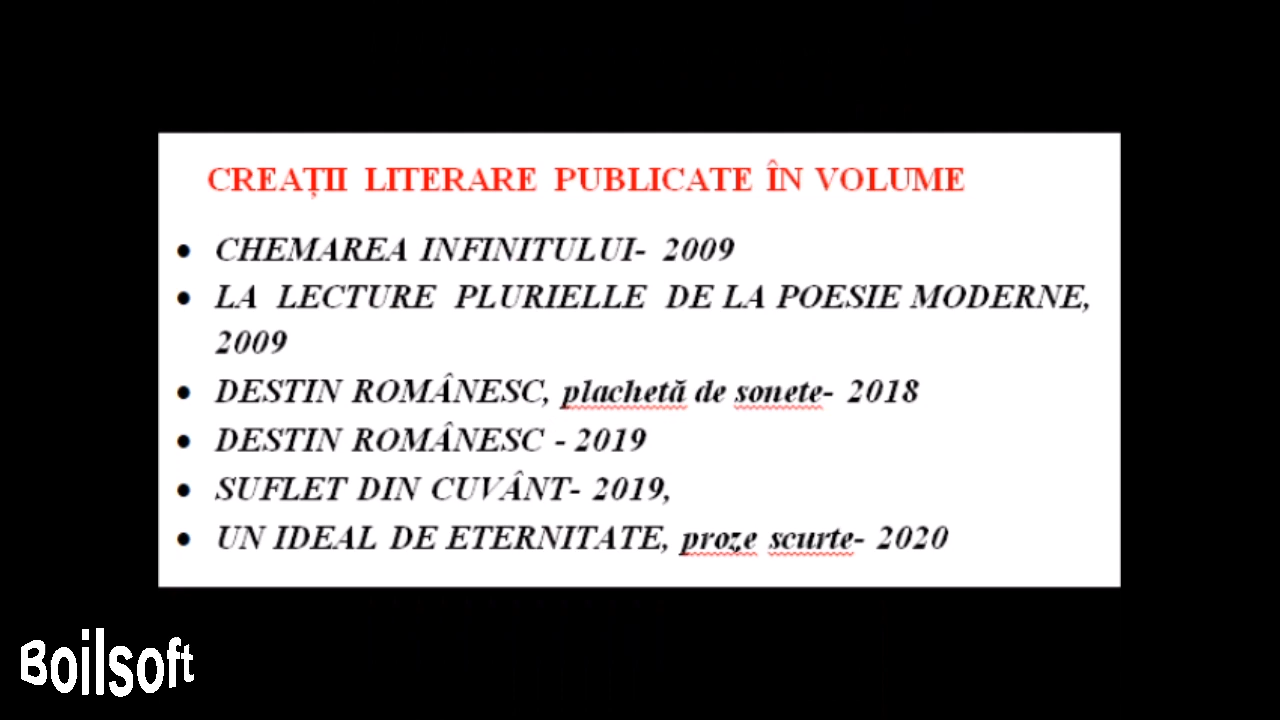 CREAȚII LITERARE PUBLICATE ÎN VOLUME
• CHEMAREA INFINITULUI- 2009
• LA LECTURE PLURIELLE DE LA POESIE MODERNE,
2009
• DESTIN ROMÂNESC, plachetă de sonete- 2018
• DESTIN ROMÂNESC - 2019
• SUFLET DIN CUVÂNT- 2019,
• UN IDEAL DE ETERNITATE, proze scurte- 2020
Boilsoft